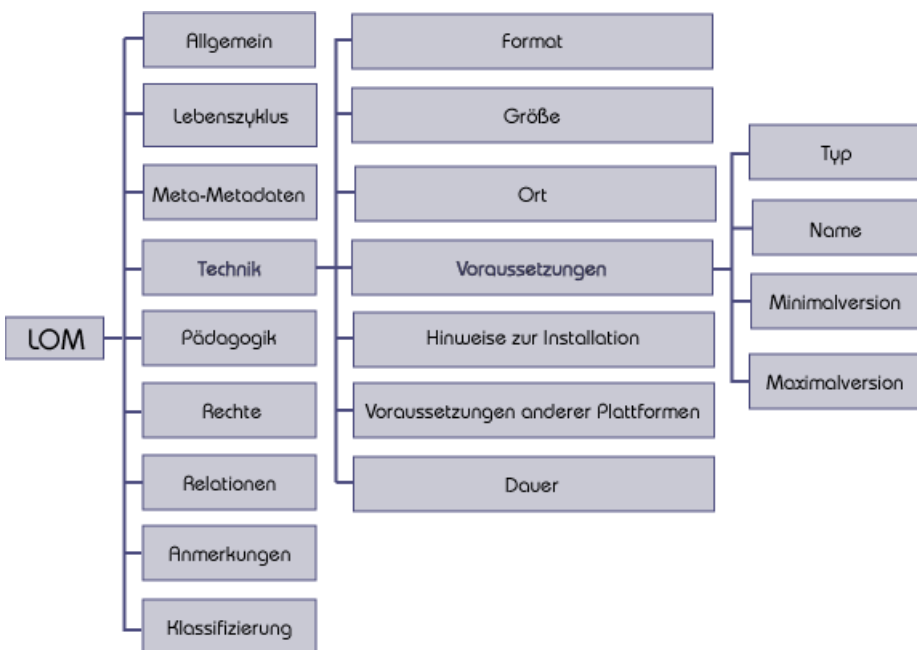 LOM
Allgemein
Lebenszyklus
Meta-Metadaten
Technik
Pädagogik
Rechte
Relationen
Anmerkungen
Klassifizierung
Format
Größe
Ort
Voraussetzungen
Hinweise zur Installation
Voraussetzungen anderer Plattformen
Dauer
Typ
Name
Minimalversion
Maximalversion